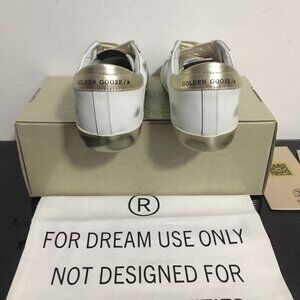 GOLDEN GOOSE/
GOLDEN GOOSE/
®
FOR DREAM USE ONLY
NOT DESIGNED FOR